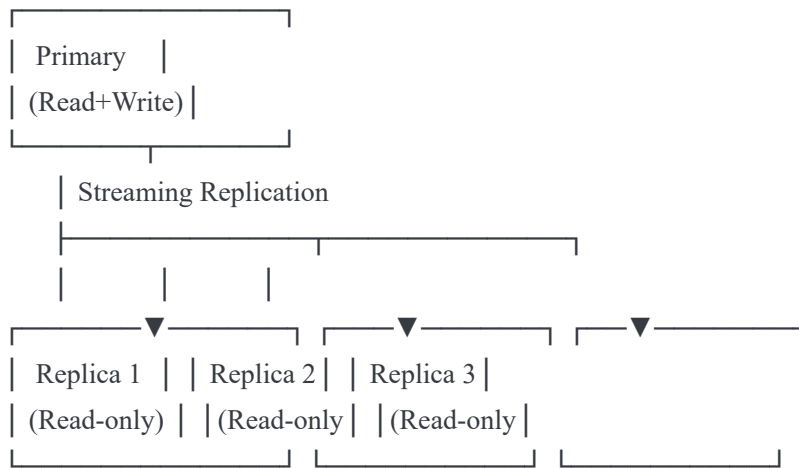 Primary
(Read+Write)
Streaming Replication
Replica 1 Replica 2 Replica 3
(Read-only) (Read-only (Read-only